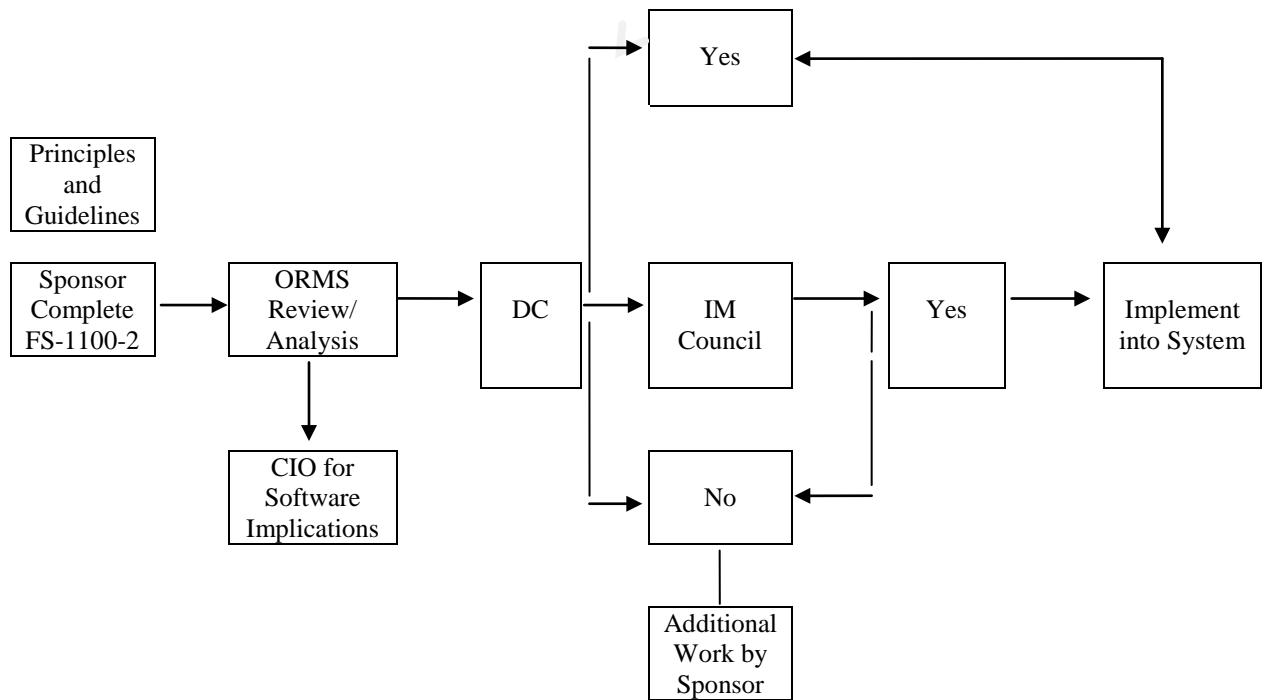 Yes
Principles
and
Guidelines
Sponsor
Complete
FS-1100-2
ORMS
Review/
Analysis
DC
IM
Council
Yes
Implement
into System
CIO for
Software
Implications
No
Additional
Work by
Sponsor